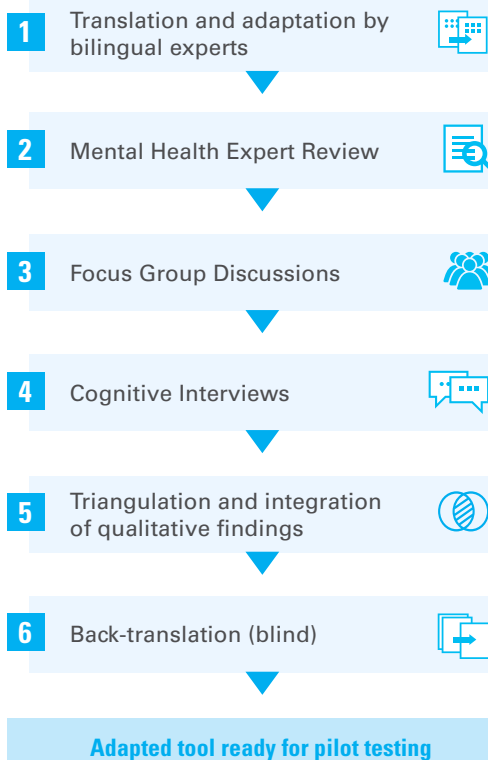 1
Translation and adaptation by
bilingual experts
2
Mental Health Expert Review
3
Focus Group Discussions
4
Cognitive Interviews
5
Triangulation and integration
of qualitative findings
6
Back-translation (blind)
Adapted tool ready for pilot testing